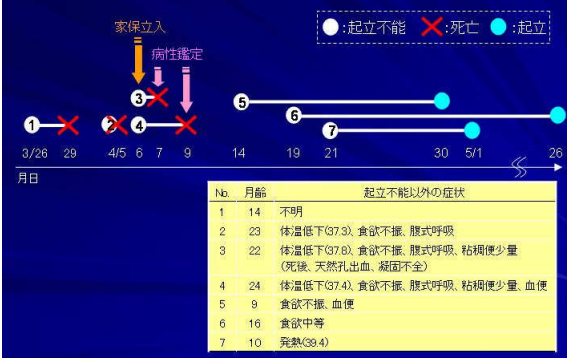 家保立入
病性鑑定
:起立不能 :死亡 :起立
1 2 3 4 5 6 7
3/26 29 4/5 6 7 9 14 19 21 30 5/1 26
月日
No. 月齢 起立不能以外の症状
1 14 不明
2 23 体温低下(37.3)、食欲不振、腹式呼吸
3 22 体温低下(37.8)、食欲不振、腹式呼吸、粘稠便少量
(死後、天然孔出血、凝固不全)
4 24 体温低下(37.4)、食欲不振、腹式呼吸、粘稠便少量、血便
5 9 食欲不振、血便
6 16 食欲中等
7 10 発熱(39.4)